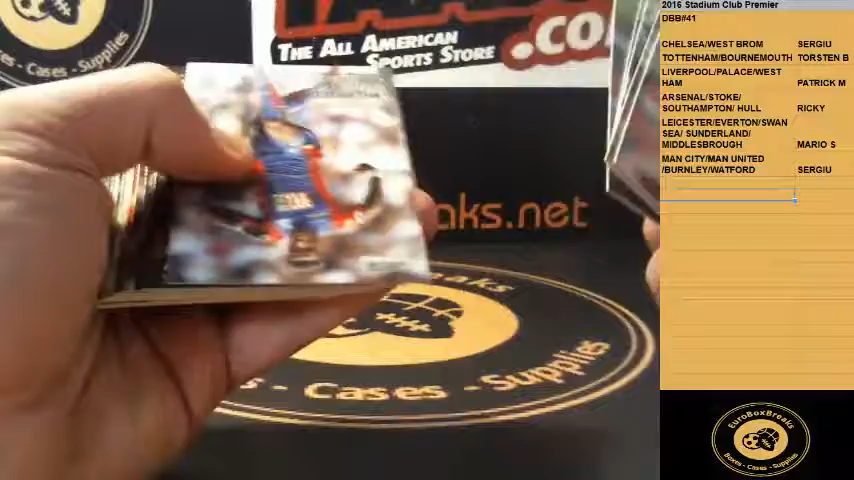 2016 Stadium Club Premier
DBB#41
CHELSEA/WEST BROM SERGIU
TOTTENHAM/BOURNEMOUTH TORSTEN B
LIVERPOOL/PALACE/WEST
HAM PATRICK M
ARSENAL/STOKE/
SOUTHAMPTON/ HULL RICKY
LEICESTER/EVERTON/SWAN
SEA/ SUNDERLAND/
MIDDLESBROUGH MARIO S
MAN CITY/MAN UNITED
/BURNLEY/WATFORD SERGIU
THE ALL AMERICAN
SPORTS STORE
.CO
- Cases - Supplies
aks.net
eaks
- Cases - Supplies
EuroBoxBreaks
Boxes - Cases - Supplies